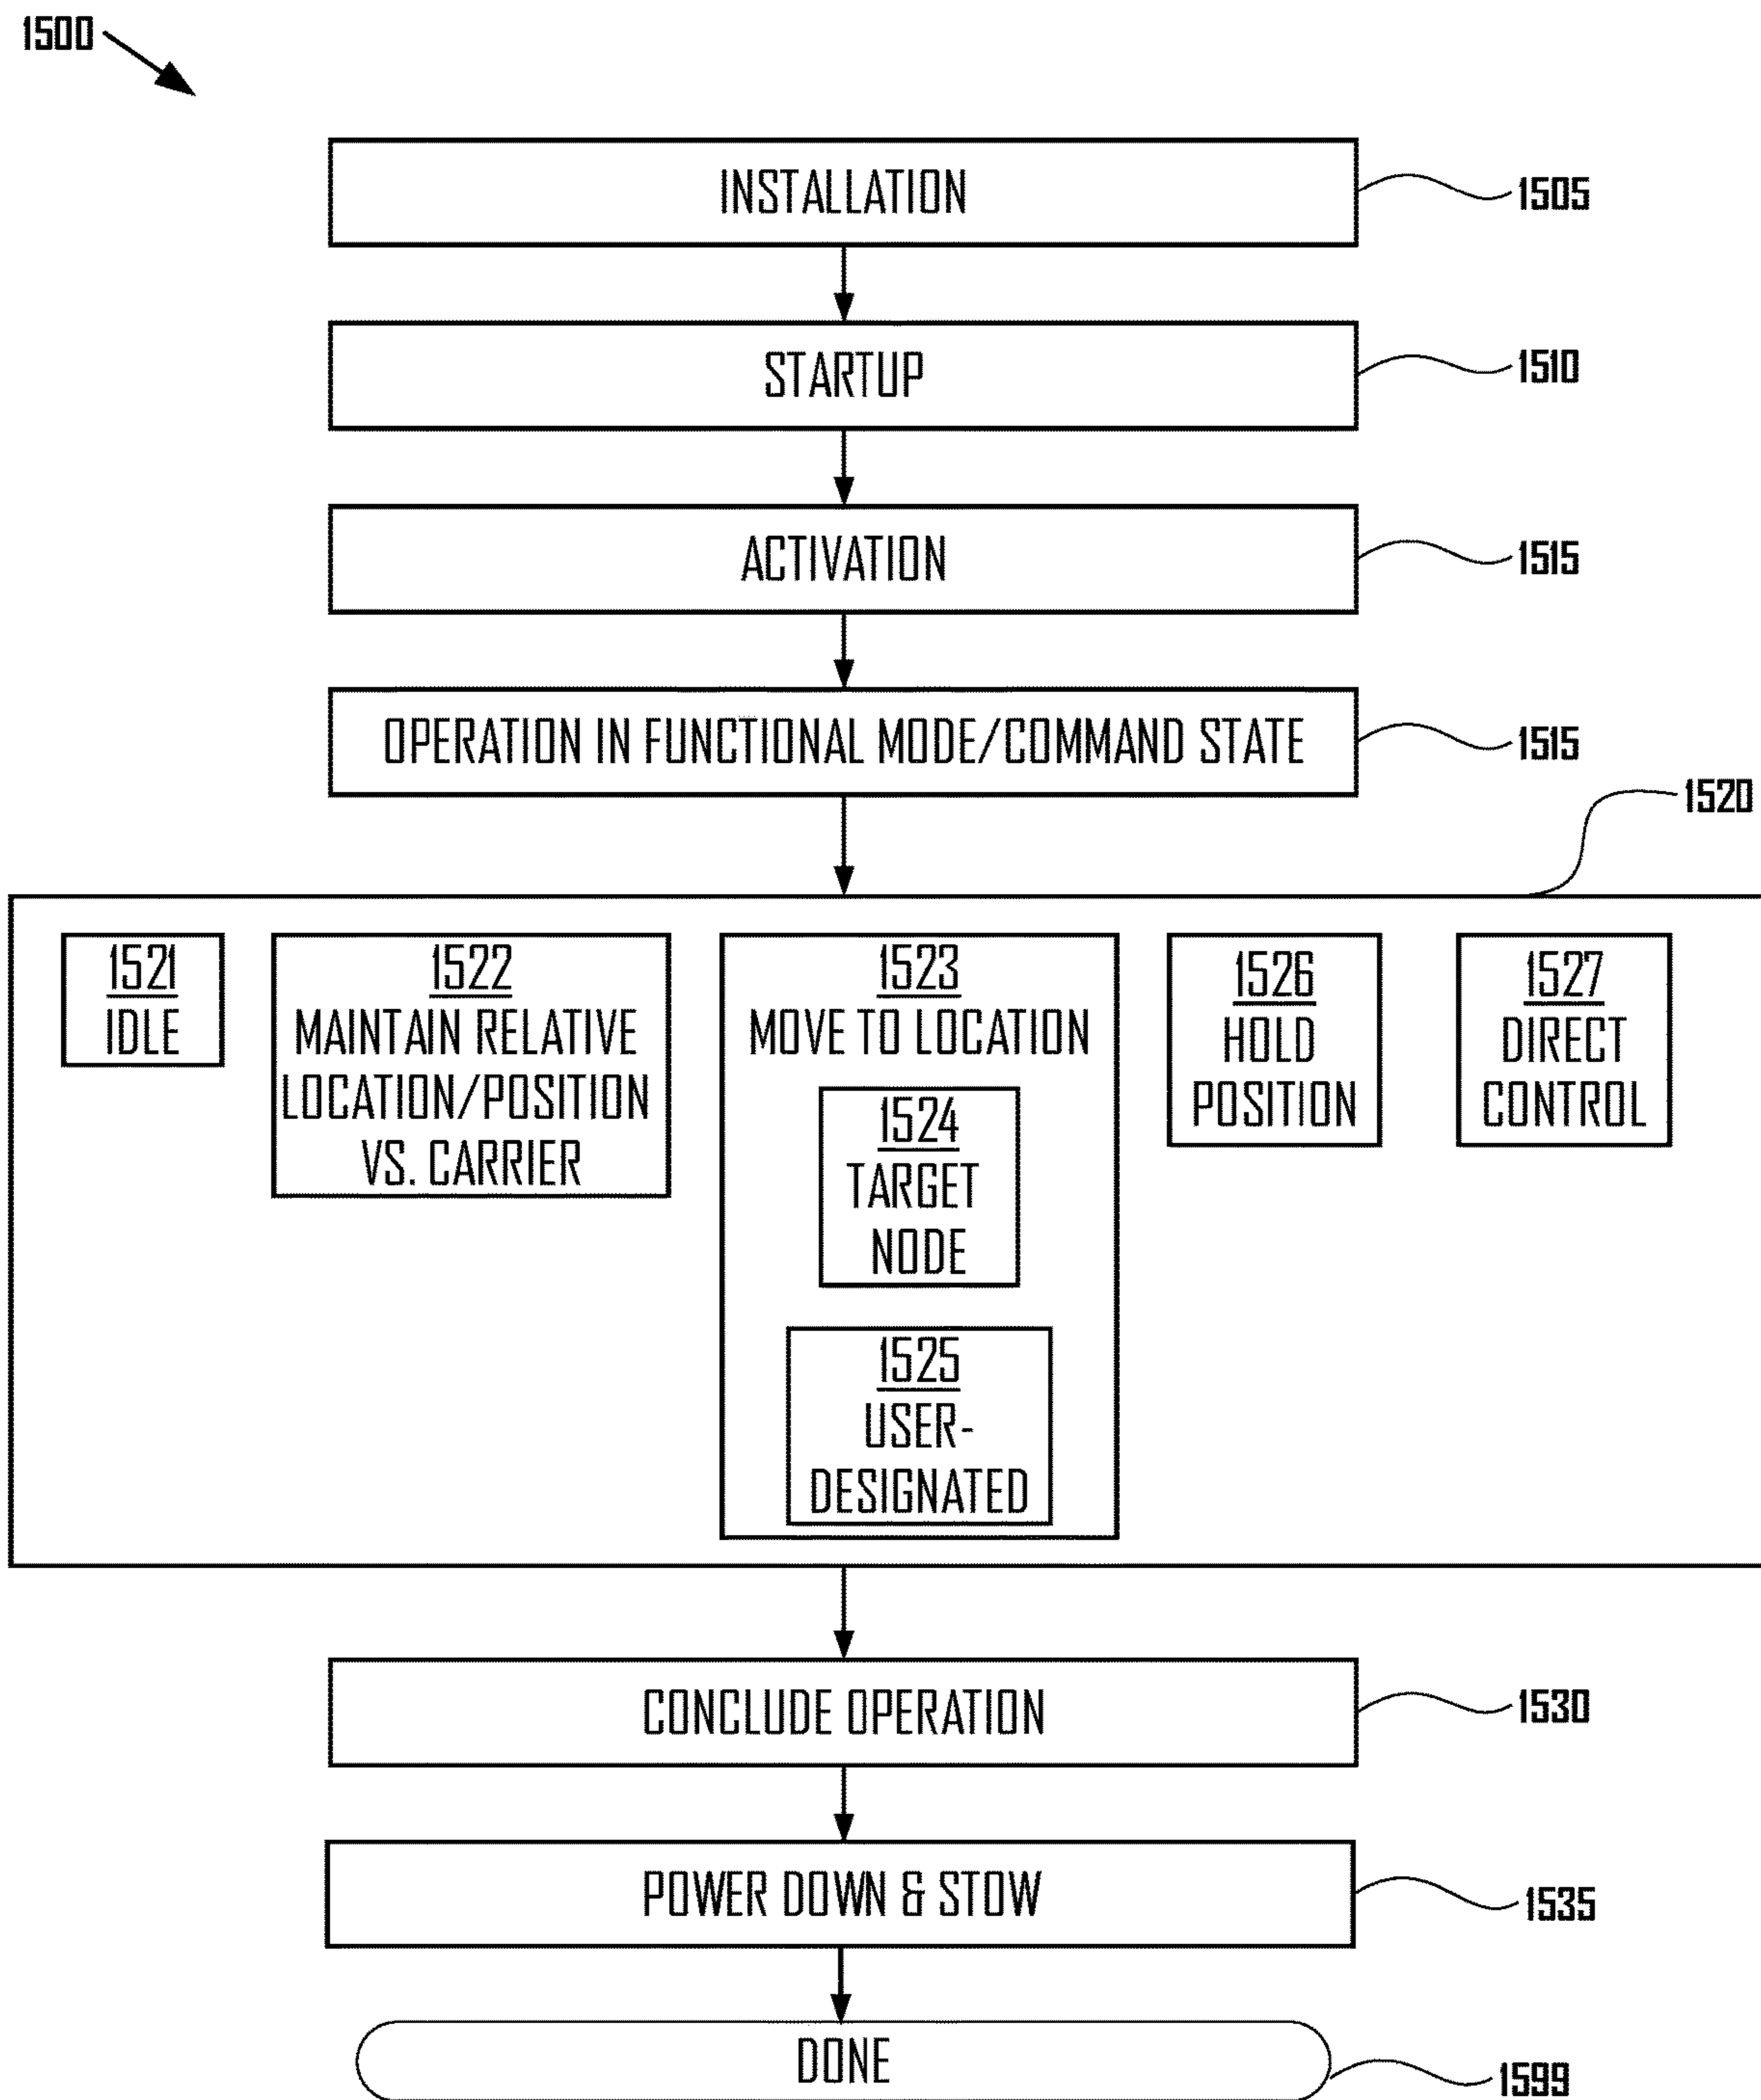 1500
INSTALLATION
1505
STARTUP
1510
ACTIVATION
1515
OPERATION IN FUNCTIONAL MODE/COMMAND STATE
1515
1520
1521
IDLE
1522
MAINTAIN RELATIVE
LOCATION/POSITION
VS. CARRIER
1523
MOVE TO LOCATION
1524
TARGET
NODE
1525
USER-
DESIGNATED
1526
HOLD
POSITION
1527
DIRECT
CONTROL
CONCLUDE OPERATION
1530
POWER DOWN & STOW
1535
DONE
1599